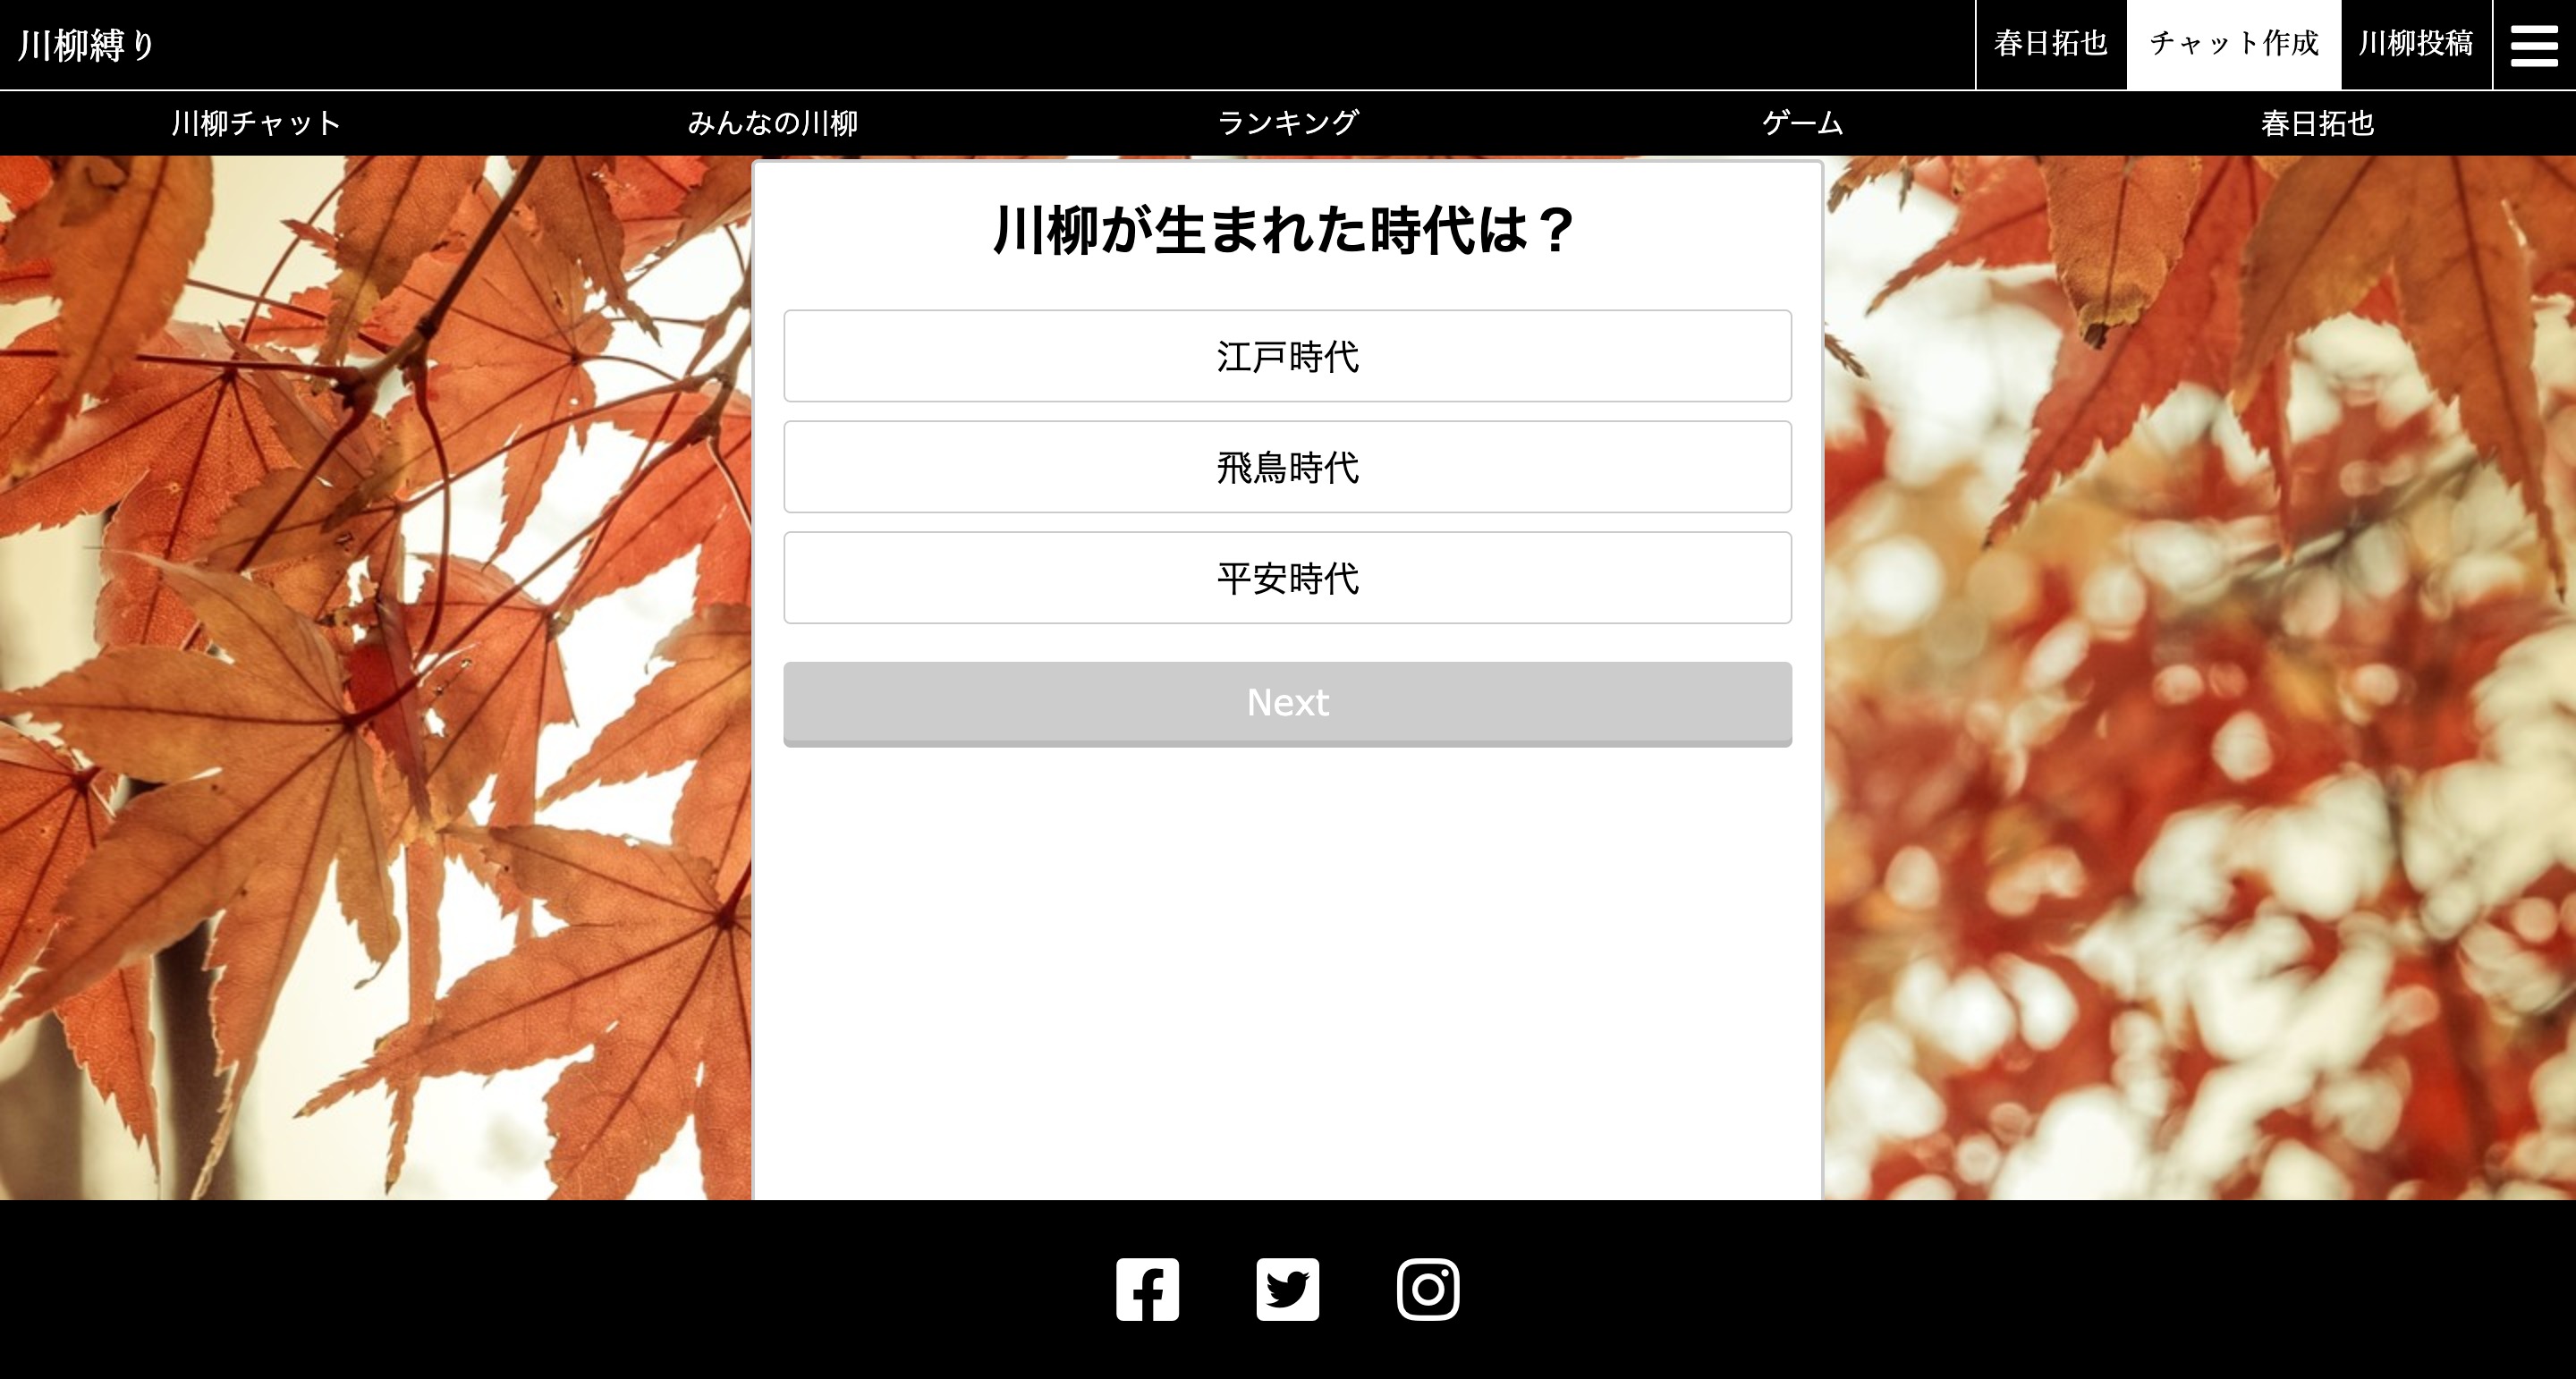 川柳縛り
春日拓也 チャット作成 川柳投稿
川柳チャット みんなの川柳 ランキング ゲーム 春日拓也
川柳が生まれた時代は？
江戸時代
飛鳥時代
平安時代
Next